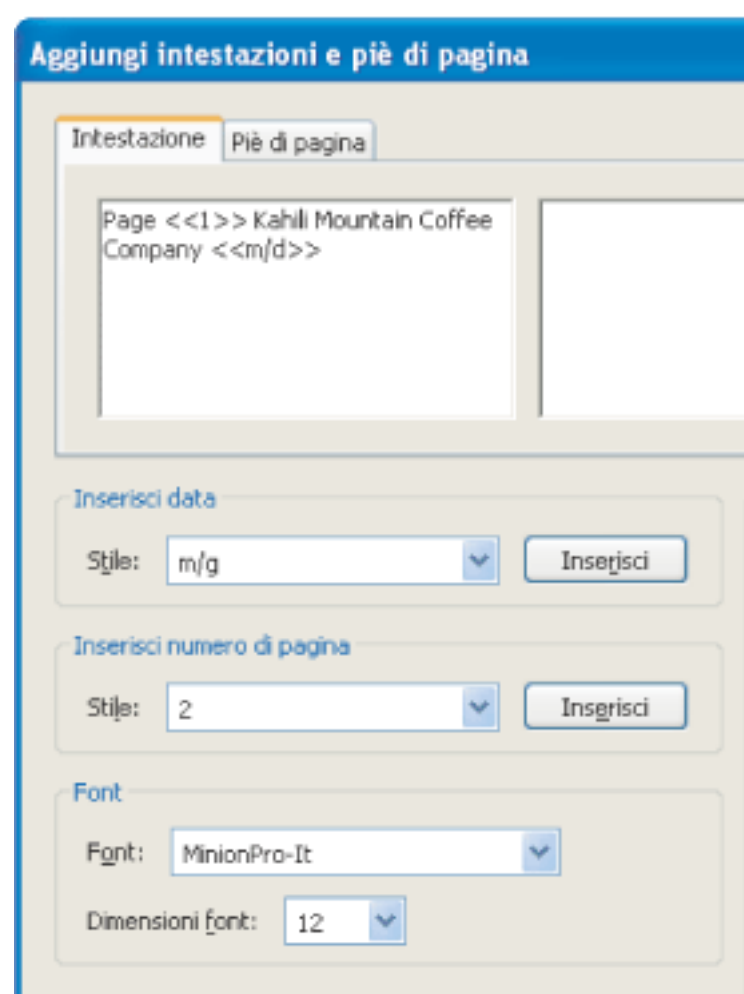 Aggiungi intestazioni e piè di pagina
Intestazione Piè di pagina
Page <<1>> Kahili Mountain Coffee
Company <<m/d>>
Inserisci data
Stile: m/g Inserisci
Inserisci numero di pagina
Stile: 2 Inserisci
Font
Font: MinionPro-It
Dimensioni font: 12